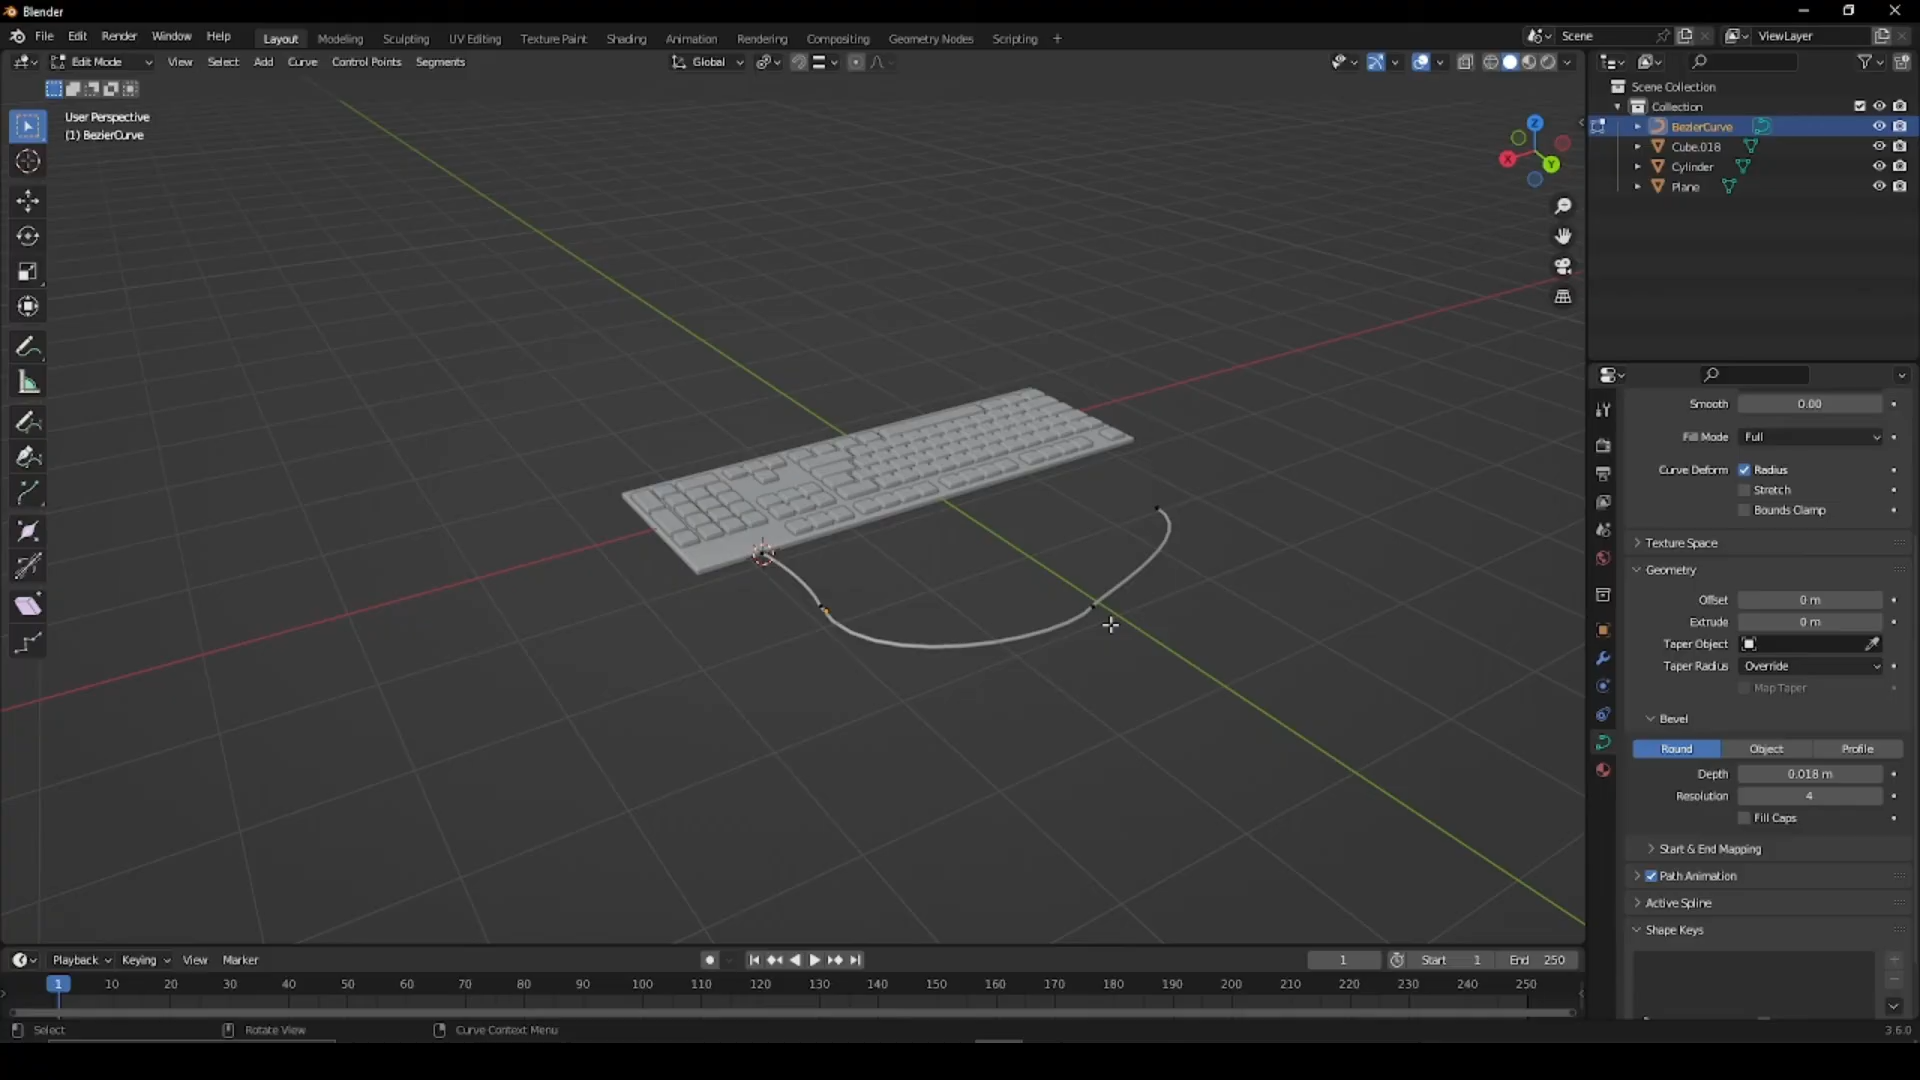 Blender
File Edit Render Window Help Layout Modeling Sculpting UV Editing Texture Paint Shading Animation Rendering Compositing Geometry Nodes Scripting + Scene ViewLayer
Edit Mode View Select Add Curve Control Points Segments Global
User Perspective
(1) BezierCurve
Z
X
Y
Scene Collection
Collection
BezierCurve
Cube.018
Cylinder
Plane
Smooth 0.00
Fill Mode Full
Curve Deform Radius
Stretch
Bounds Clamp
Texture Space
Geometry
Offset 0 m
Extrude 0 m
Taper Object
Taper Radius Override
Map Taper
Bevel
Round Object Profile
Depth 0.018 m
Resolution 4
Fill Caps
Start & End Mapping
Path Animation
Active Spline
Shape Keys
Playback Keying View Marker 1 Start 1 End 250
1 10 20 30 40 50 60 70 80 90 100 110 120 130 140 150 160 170 180 190 200 210 220 230 240 250
Select Rotate View Curve Context Menu 3.6.0